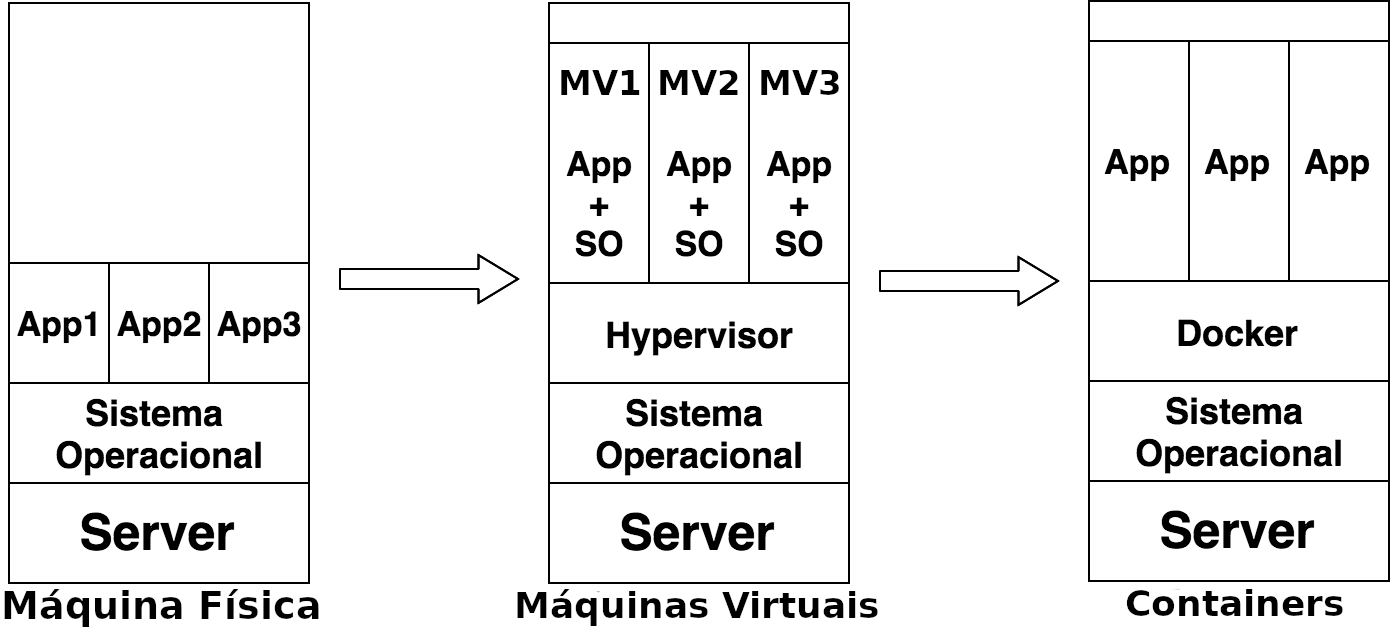 App1 App2 App3
Sistema
Operacional
Server
Máquina Física
MV1 MV2 MV3
App App App
+ + +
SO SO SO
Hypervisor
Sistema
Operacional
Server
Máquinas Virtuais
App App App
Docker
Sistema
Operacional
Server
Containers